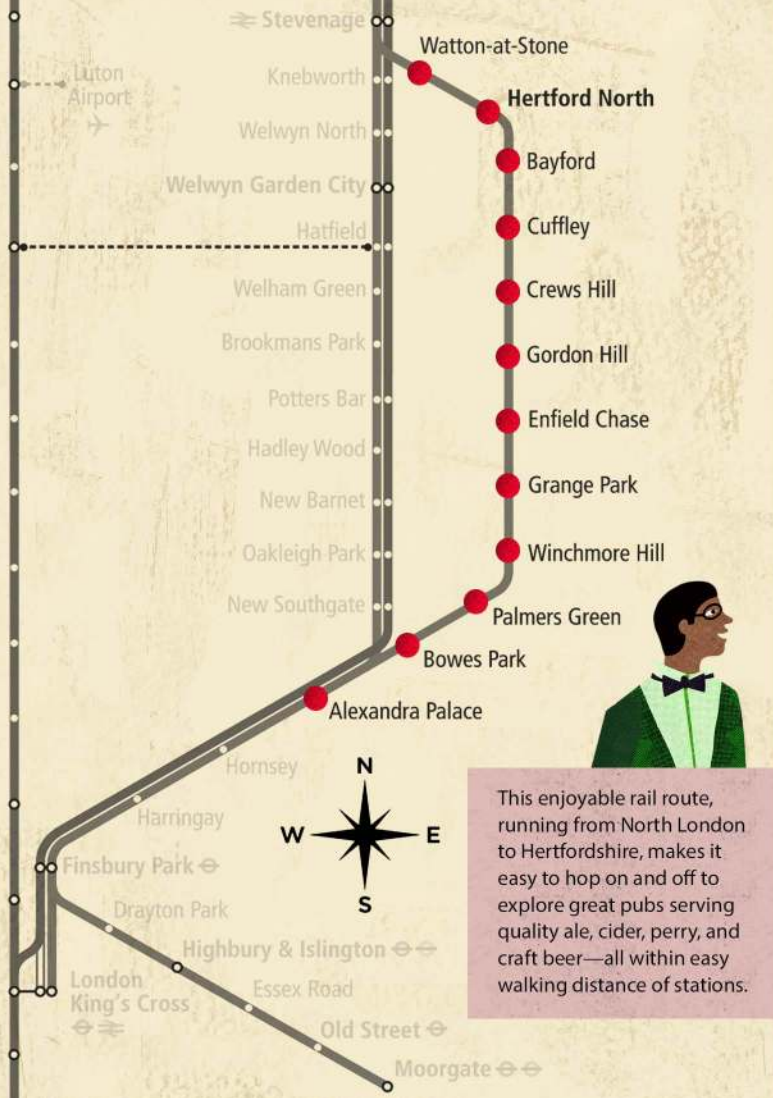 Stevenage
Watton-at-Stone
Luton
Airport
Knebworth
Hertford North
Welwyn North
Bayford
Welwyn Garden City
Cuffley
Hatfield
Welham Green
Crews Hill
Brookmans Park
Gordon Hill
Potters Bar
Enfield Chase
Hadley Wood
Grange Park
New Barnet
Oakleigh Park
Winchmore Hill
New Southgate
Palmers Green
Bowes Park
Alexandra Palace
Hornsey
Harringay
N
W
E
S
Finsbury Park
Drayton Park
Highbury & Islington
London
King's Cross
Essex Road
Old Street
Moorgate
This enjoyable rail route,
running from North London
to Hertfordshire, makes it
easy to hop on and off to
explore great pubs serving
quality ale, cider, perry, and
craft beer—all within easy
walking distance of stations.